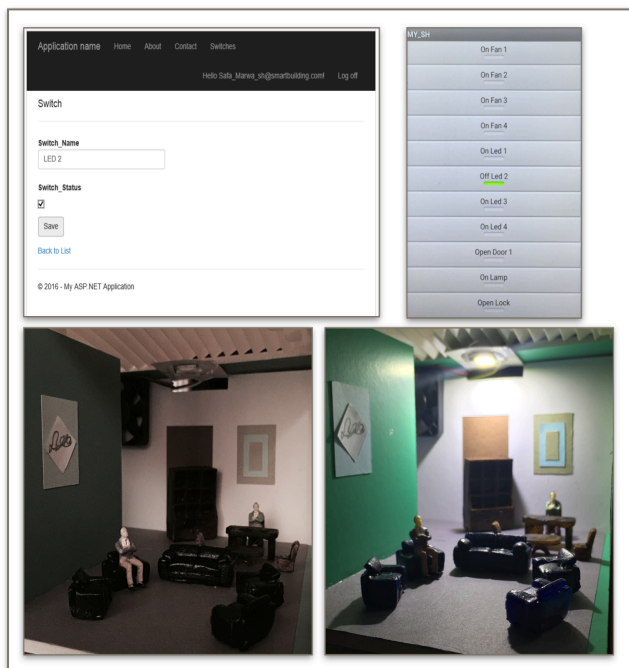 Application name Home About Contact Switches
Hello Safa_Marwa_sh@smartbuilding.com! Log off
Switch
Switch_Name
LED 2
Switch_Status
Save
Back to List
© 2016 - My ASP.NET Application
MY_SH
On Fan 1
On Fan 2
On Fan 3
On Fan 4
On Led 1
Off Led 2
On Led 3
On Led 4
Open Door 1
On Lamp
Open Lock